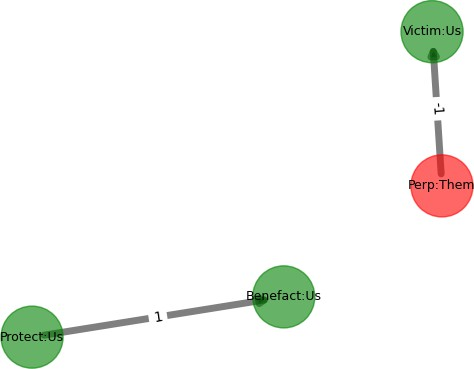 Victim:Us
-1
Perp:Them
Benefact:Us
1
Protect:Us